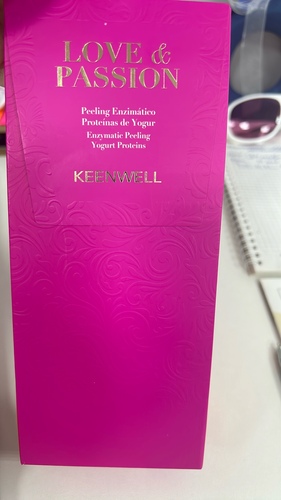 LOVE &
PASSION
Peeling Enzimático
Proteínas de Yogur
Enzymatic Peeling
Yogurt Proteins
KEENWELL